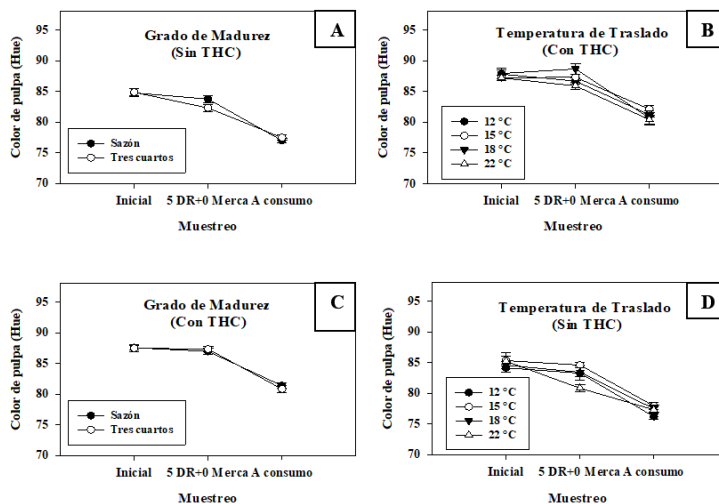 Grado de Madurez
(Sin THC)
A
Color de pulpa (Hue)
95
90
85
80
75
70
Sazón
Tres cuartos
Inicial 5 DR+0 Merca A consumo
Muestreo
Temperatura de Traslado
(Con THC)
B
Color de pulpa (Hue)
95
90
85
80
75
70
12 °C
15 °C
18 °C
22 °C
Inicial 5 DR+0 Merca A consumo
Muestreo
Grado de Madurez
(Con THC)
C
Color de pulpa (Hue)
95
90
85
80
75
70
Sazón
Tres cuartos
Inicial 5 DR+0 Merca A consumo
Muestreo
Temperatura de Traslado
(Sin THC)
D
Color de pulpa (Hue)
95
90
85
80
75
70
12 °C
15 °C
18 °C
22 °C
Inicial 5 DR+0 Merca A consumo
Muestreo